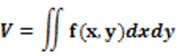 V = ∬ f(x,y)dxdy